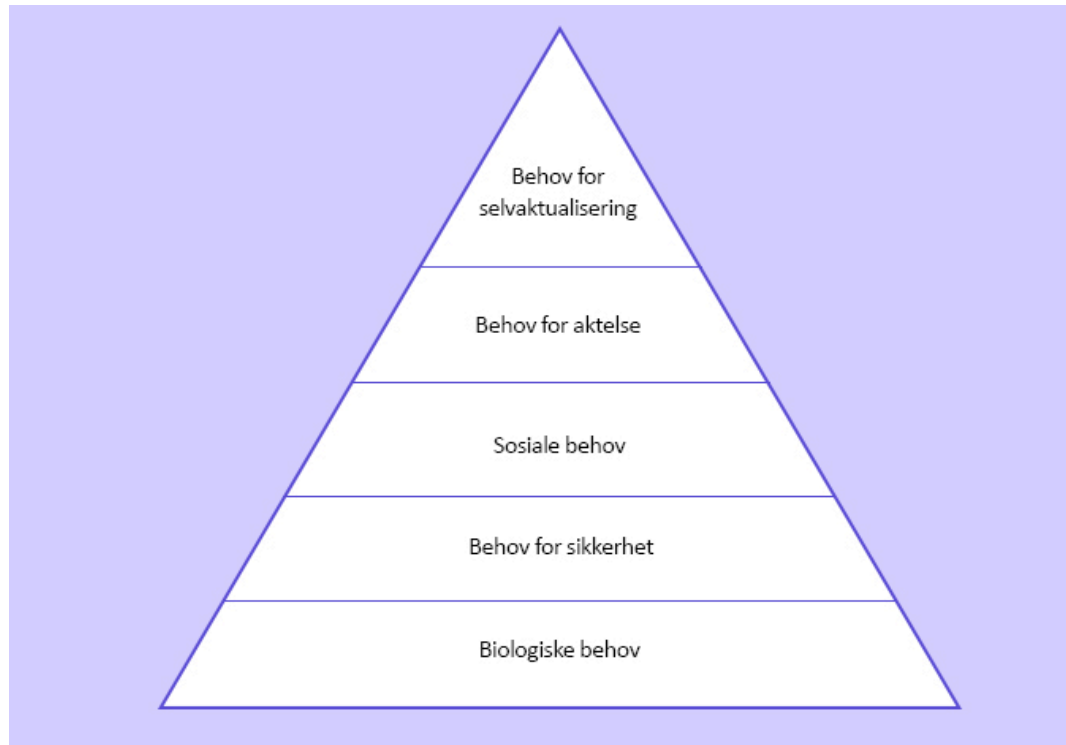 Behov for
selvaktualisering
Behov for aktelse
Sosiale behov
Behov for sikkerhet
Biologiske behov